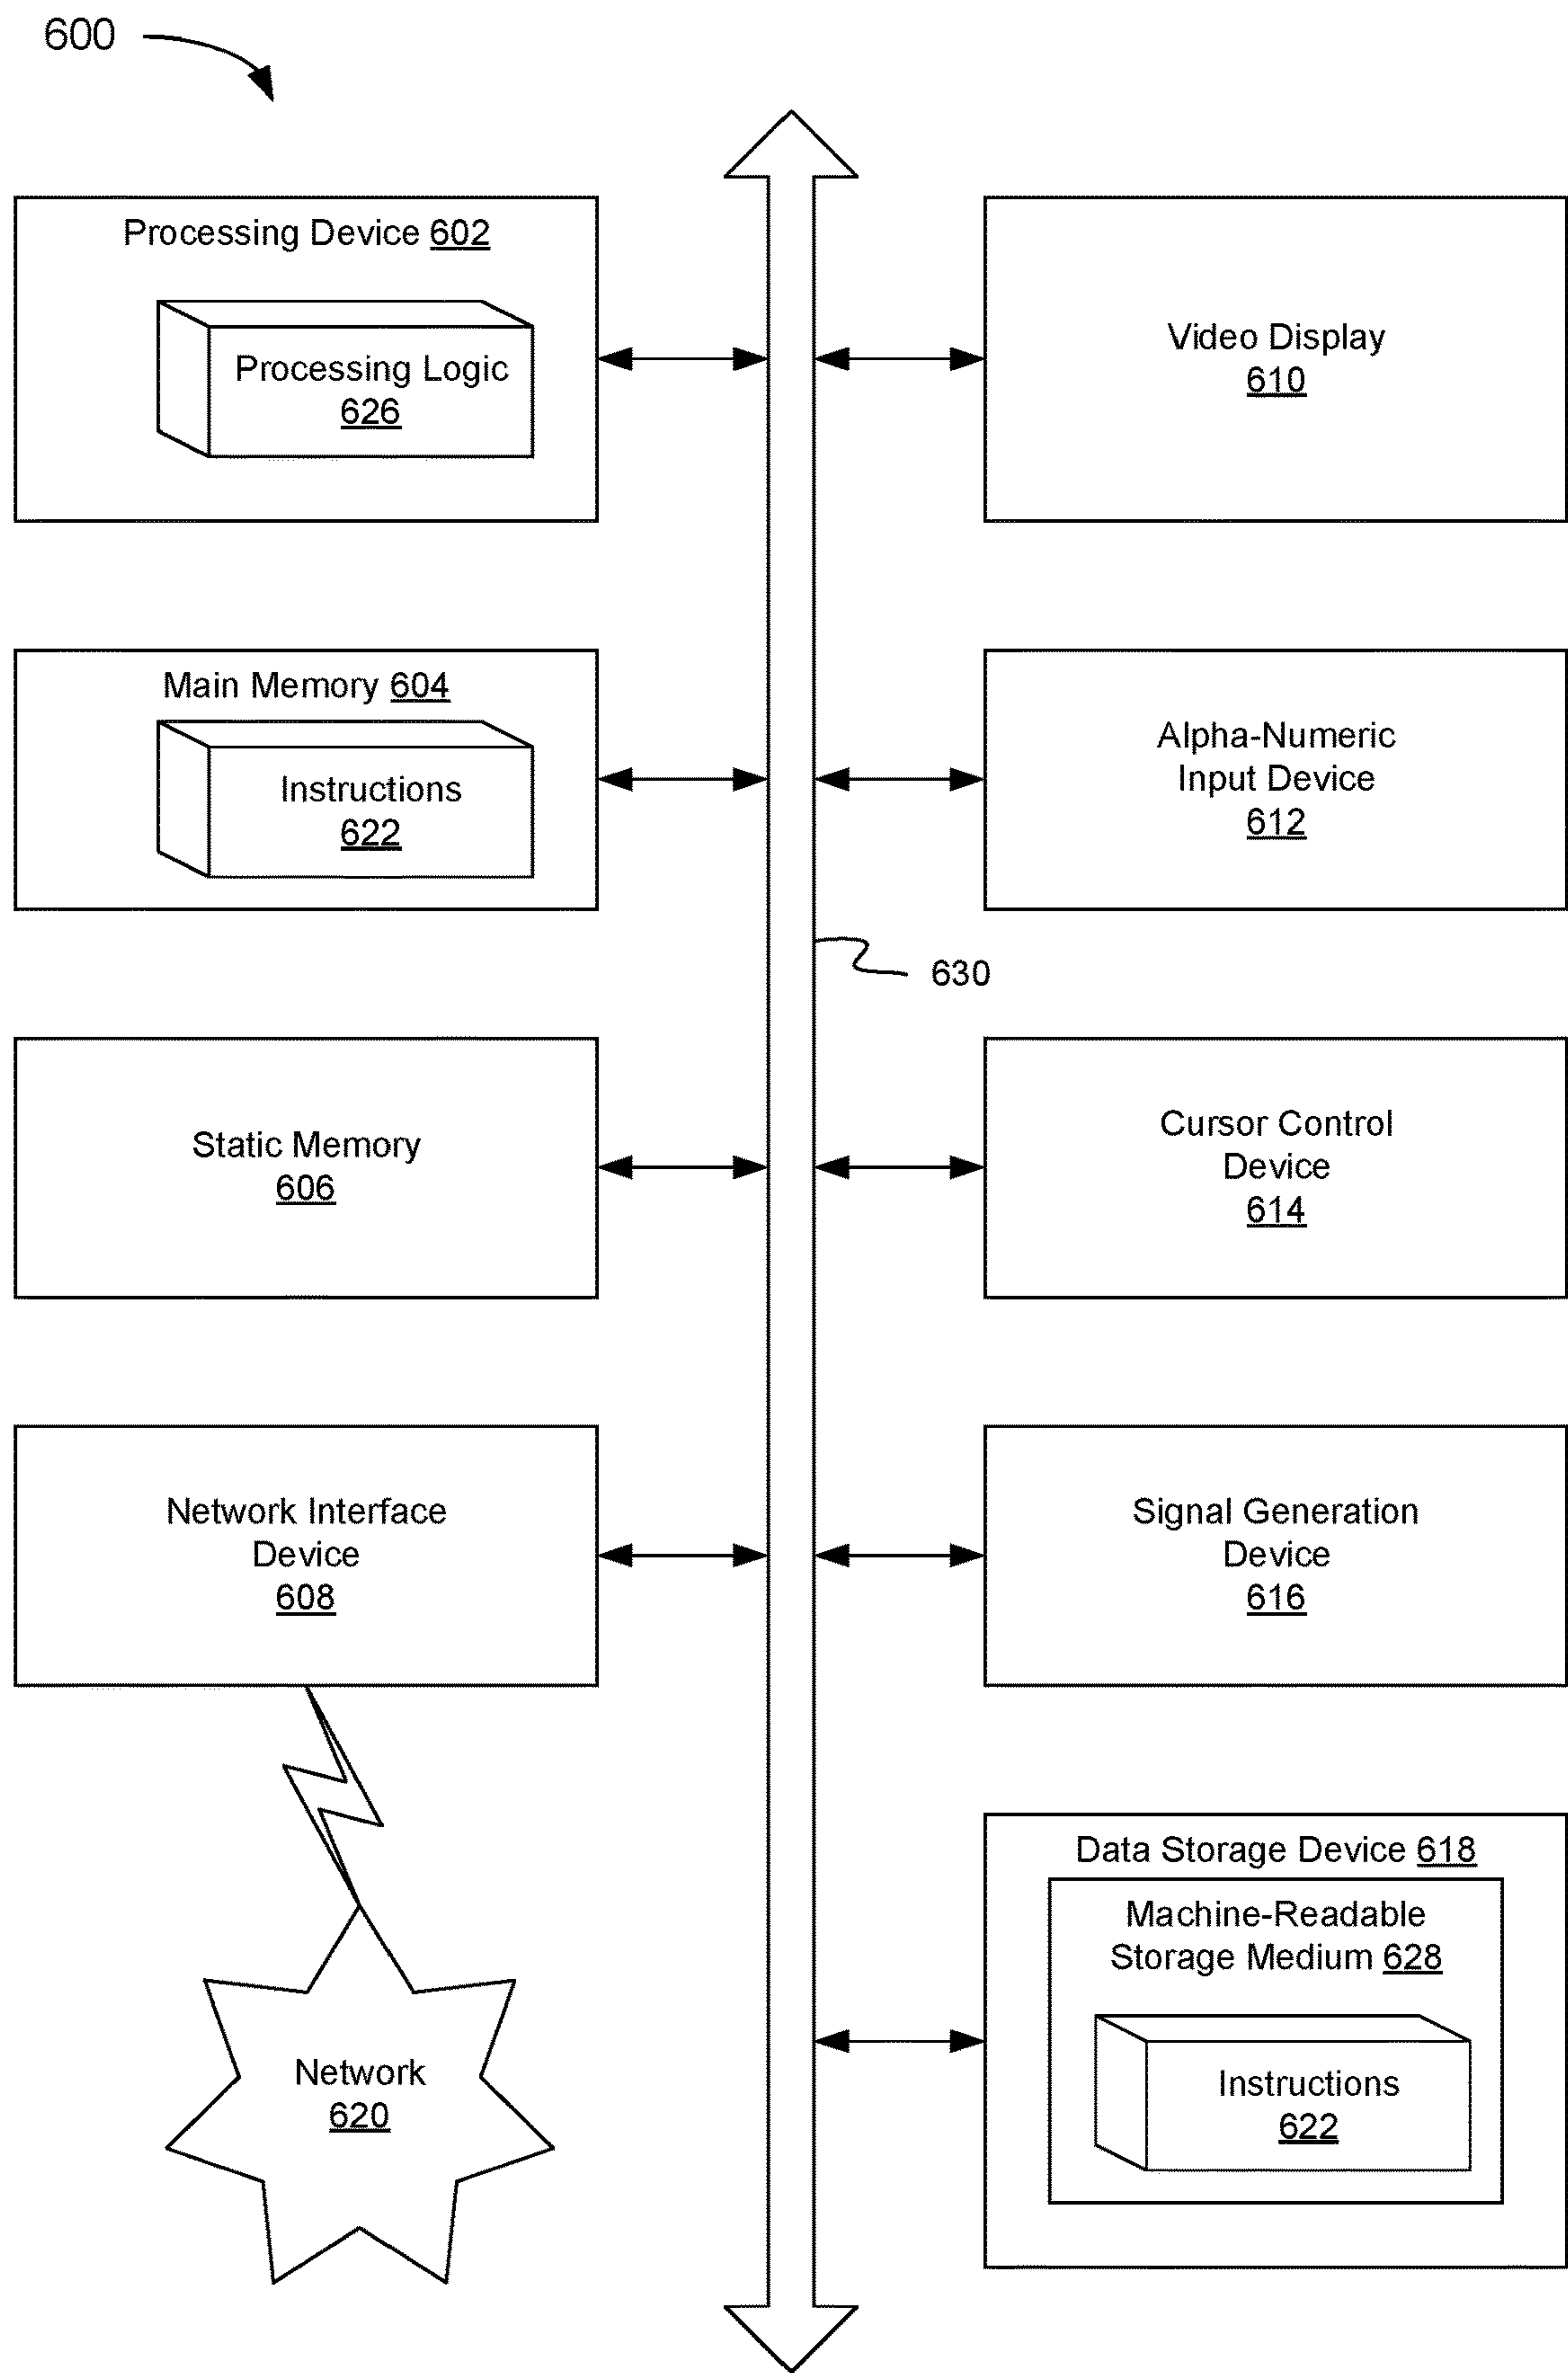 600
Processing Device 602
Processing Logic
626
Video Display
610
Main Memory 604
Instructions
622
Alpha-Numeric
Input Device
612
630
Static Memory
606
Cursor Control
Device
614
Network Interface
Device
608
Signal Generation
Device
616
Data Storage Device 618
Machine-Readable
Storage Medium 628
Instructions
622
Network
620